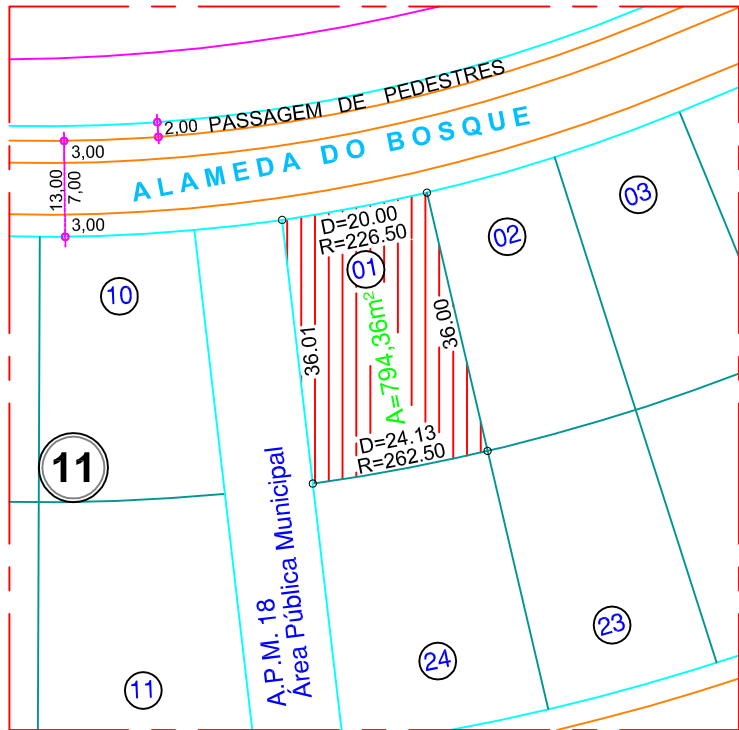 2,00 PASSAGEM DE PEDESTRES
3,00
ALAMEDA DO BOSQUE
13,00
7,00
3,00
03
D=20.00
R=226.50
02
01
10
36.01
A=794,36m²
36.00
D=24.13
R=262.50
11
A.P.M. 18
Área Pública Municipal
23
24
11